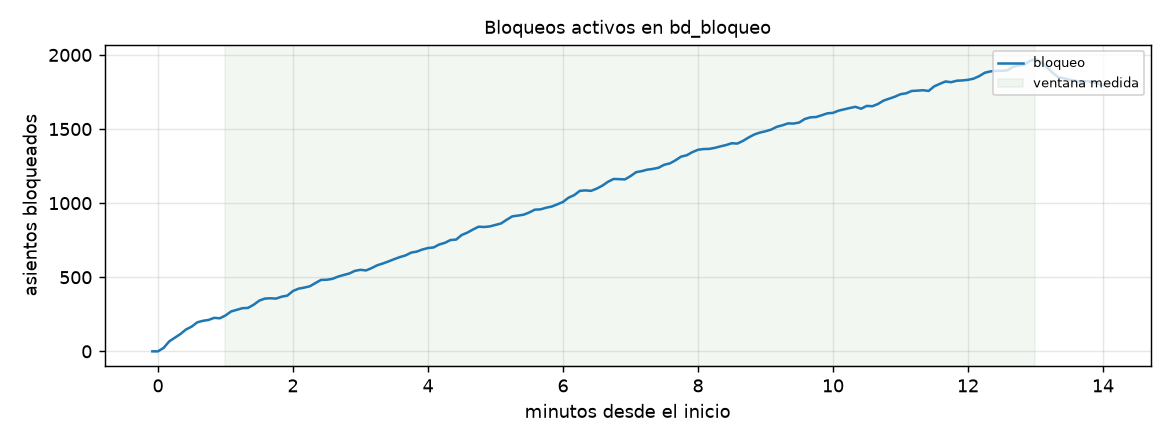 Bloqueos activos en bd_bloqueo
asientos bloqueados
2000
1500
1000
500
0
bloqueo
ventana medida
0 2 4 6 8 10 12 14
minutos desde el inicio